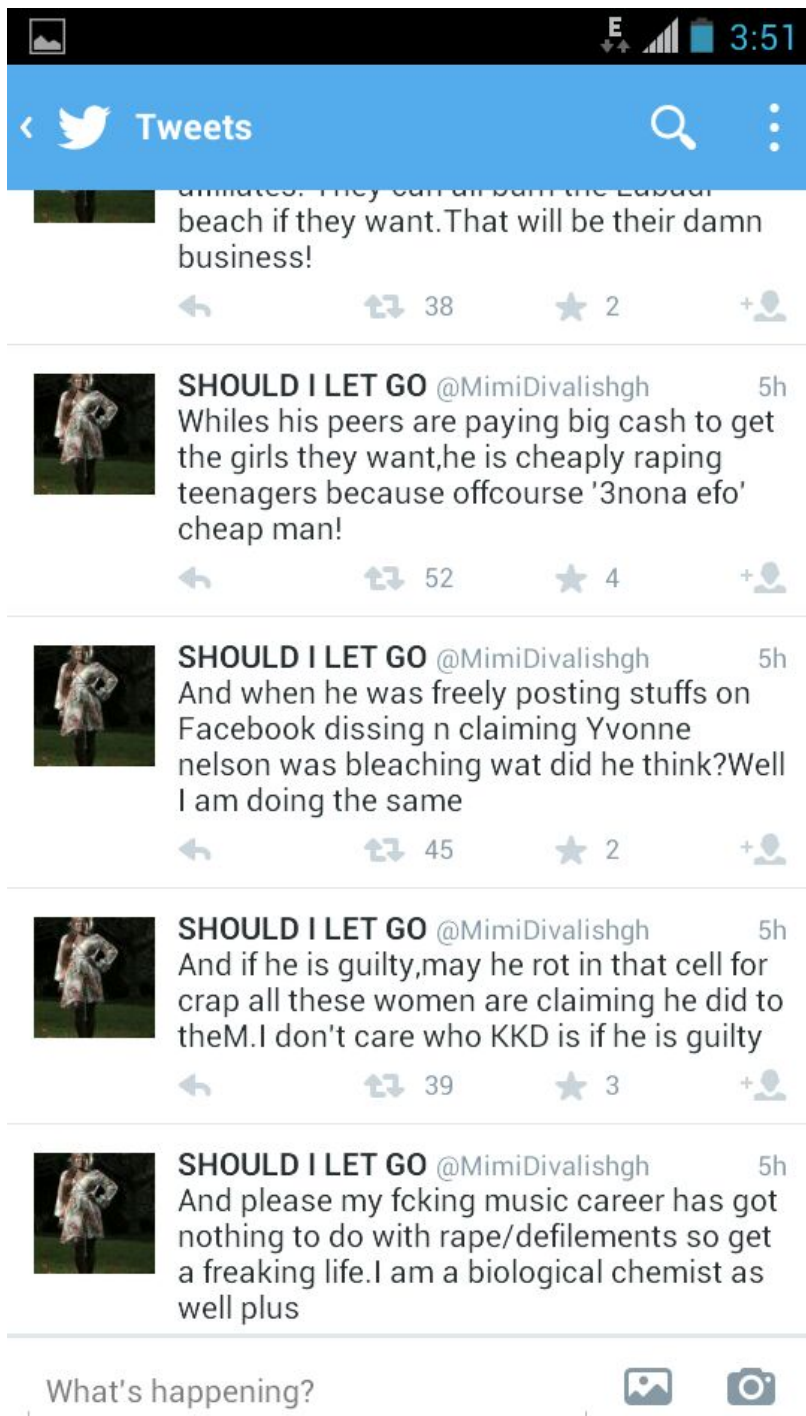 E 3:51
Tweets
affiliates. They can all burn the Labadi
beach if they want.That will be their damn
business!
38 2
SHOULD I LET GO @MimiDivalishgh 5h
Whiles his peers are paying big cash to get
the girls they want,he is cheaply raping
teenagers because offcourse '3nona efo'
cheap man!
52 4
SHOULD I LET GO @MimiDivalishgh 5h
And when he was freely posting stuffs on
Facebook dissing n claiming Yvonne
nelson was bleaching wat did he think?Well
I am doing the same
45 2
SHOULD I LET GO @MimiDivalishgh 5h
And if he is guilty,may he rot in that cell for
crap all these women are claiming he did to
theM.I don't care who KKD is if he is guilty
39 3
SHOULD I LET GO @MimiDivalishgh 5h
And please my fcking music career has got
nothing to do with rape/defilements so get
a freaking life.I am a biological chemist as
well plus
What's happening?